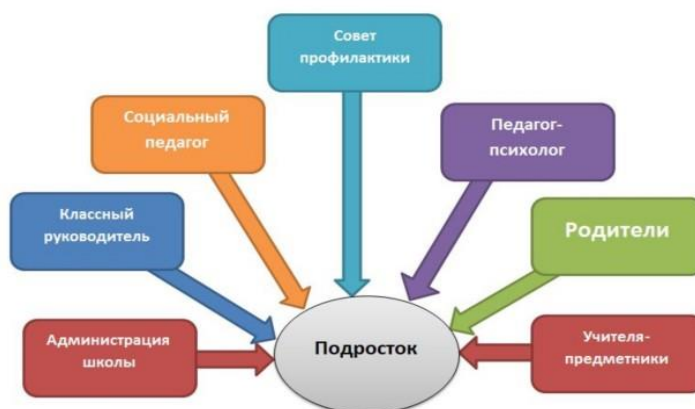 Совет
профилактики
Социальный
педагог
Педагог-
психолог
Классный
руководитель
Родители
Администрация
школы
Подросток
Учителя-
предметники